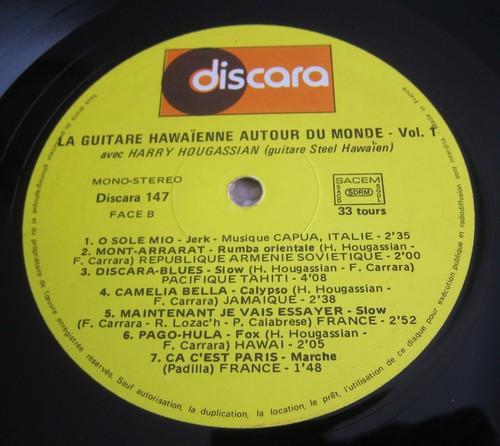 discara
LA GUITARE HAWAÏENNE AUTOUR DU MONDE - Vol. 1
avec HARRY HOUGASSIAN (guitare Steel Hawaïen)
MONO-STEREO
Discara 147
FACE B
SACEM
SDRM
33 tours
1. O SOLE MIO - Jerk - Musique CAPUA, ITALIE - 2'35
2. MONT-ARRARAT - Rumba orientale (H. Hougassian -
F. Carrara) REPUBLIQUE ARMENIE SOVIETIQUE - 2'00
3. DISCARA-BLUES - Slow (H. Hougassian - F. Carrara)
PACIFIQUE TAHITI - 4'08
4. CAMELIA BELLA - Calypso (H. Hougassian -
F. Carrara) JAMAIQUE - 2'38
5. MAINTENANT JE VAIS ESSAYER - Slow
(F. Carrara - R. Lozac'h - P. Calabrese) FRANCE - 2'52
6. PAGO-HULA - Fox (H. Hougassian -
F. Carrara) HAWAI - 2'05
7. CA C'EST PARIS - Marche
(Padilla) FRANCE - 1'48
de l'œuvre enregistrée réservés. Sauf autorisation, la duplication, la location, le prêt, l'utilisation de ce disque pour exécution publique et radiodiffusion sont interdits